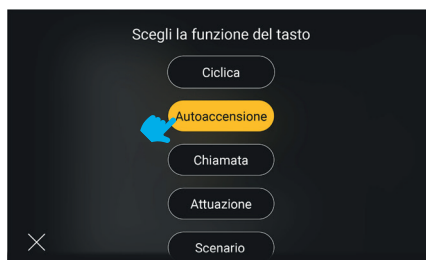 Scegli la funzione del tasto
Ciclica
Autoaccensione
Chiamata
Attuazione
Scenario